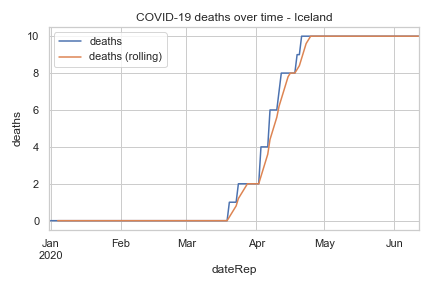 COVID-19 deaths over time - Iceland
deaths
deaths (rolling)
deaths
10
8
6
4
2
0
Jan
2020
Feb
Mar
Apr
May
Jun
dateRep